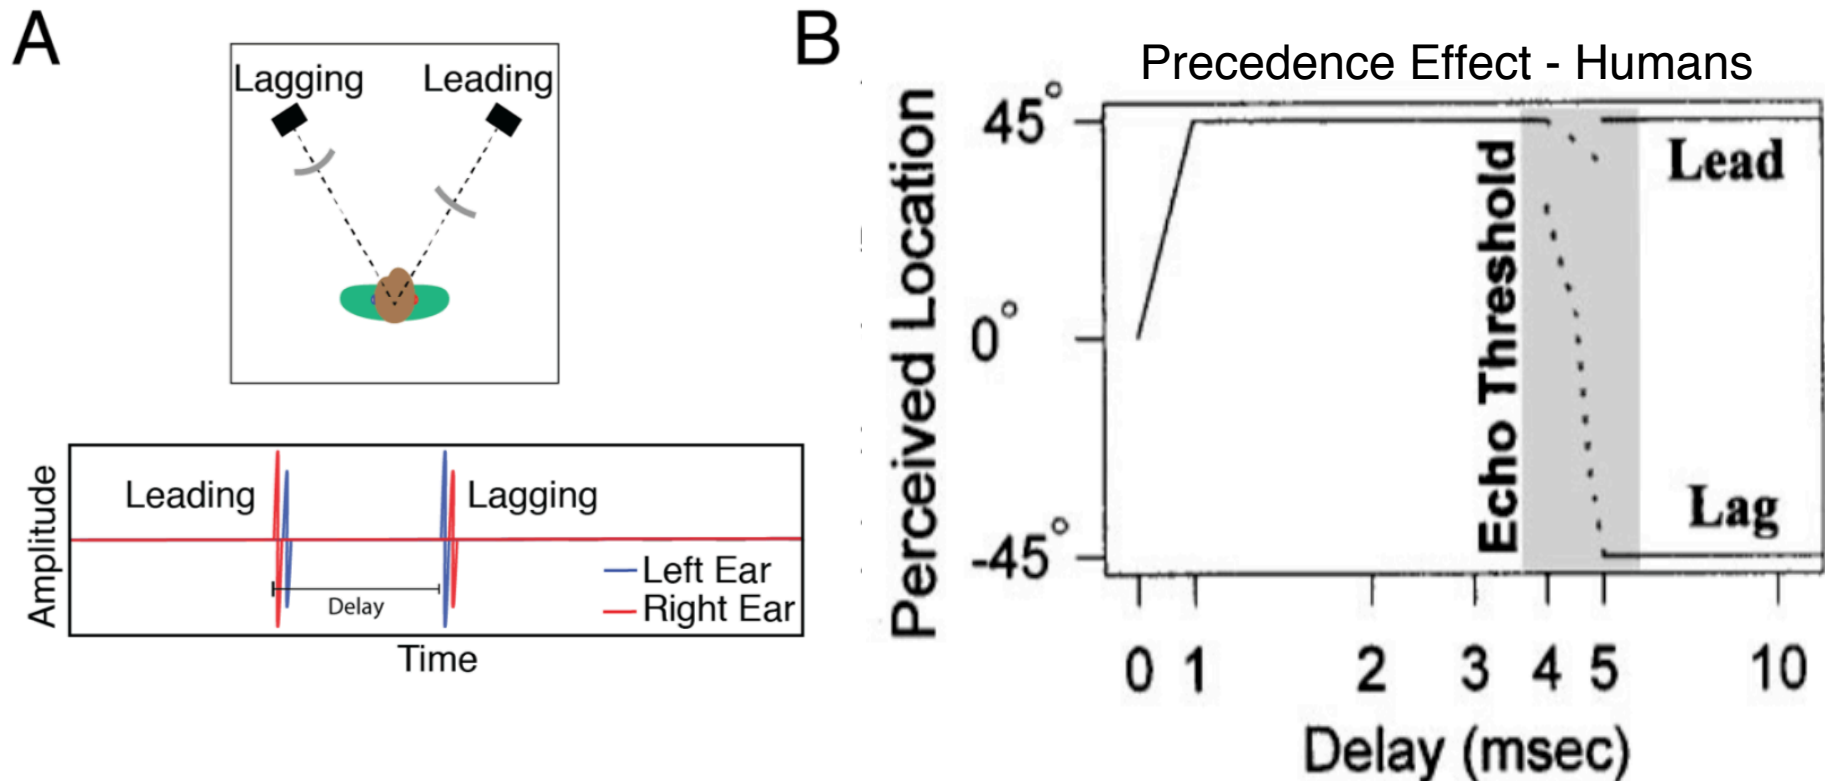 A
Lagging Leading
Leading
Lagging
Left Ear
Right Ear
Delay
Amplitude
Time
B
Precedence Effect - Humans
Perceived Location
45°
0°
-45°
Echo Threshold
Lead
Lag
0 1 2 3 4 5 10
Delay (msec)